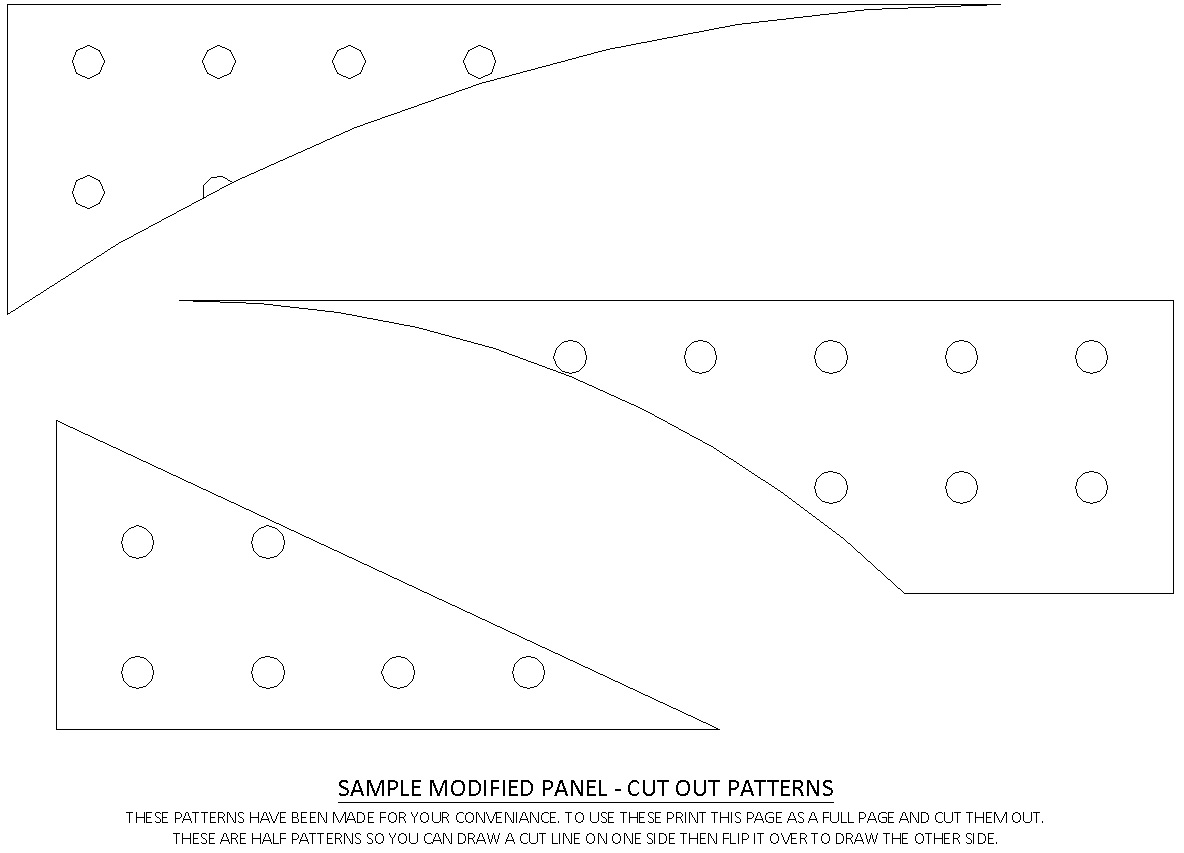 SAMPLE MODIFIED PANEL - CUT OUT PATTERNS
THESE PATTERNS HAVE BEEN MADE FOR YOUR CONVENIANCE. TO USE THESE PRINT THIS PAGE AS A FULL PAGE AND CUT THEM OUT.
THESE ARE HALF PATTERNS SO YOU CAN DRAW A CUT LINE ON ONE SIDE THEN FLIP IT OVER TO DRAW THE OTHER SIDE.